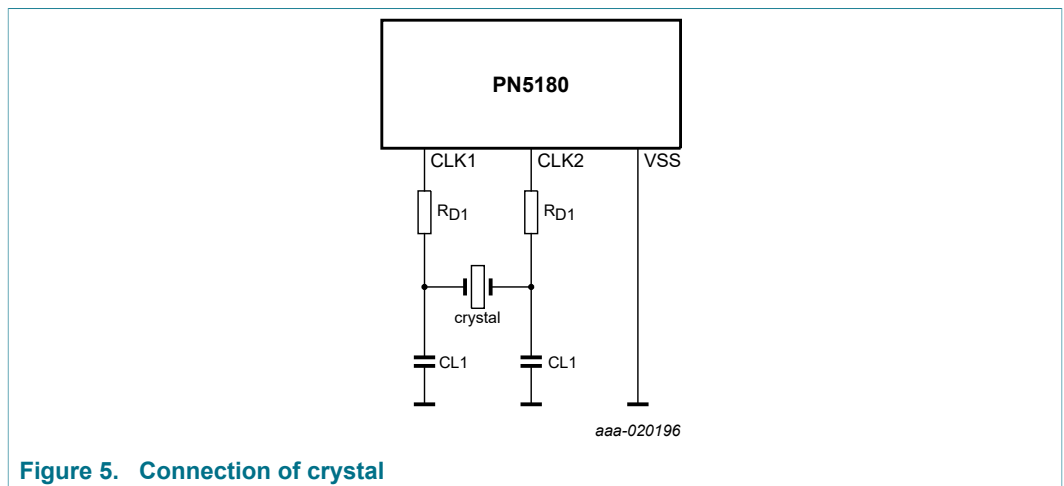 PN5180
CLK1 CLK2 VSS
RD1 RD1
crystal
CL1 CL1
aaa-020196
Figure 5. Connection of crystal